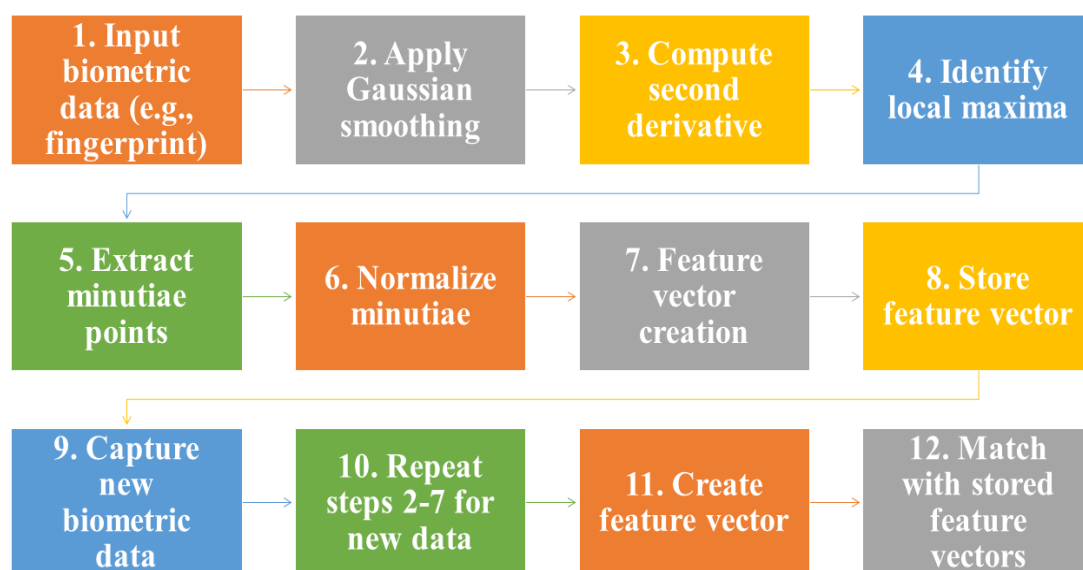 1. Input
biometric
data (e.g.,
fingerprint)
2. Apply
Gaussian
smoothing
3. Compute
second
derivative
4. Identify
local maxima
5. Extract
minutiae
points
6. Normalize
minutiae
7. Feature
vector
creation
8. Store
feature vector
9. Capture
new
biometric
data
10. Repeat
steps 2-7 for
new data
11. Create
feature vector
12. Match
with stored
feature
vectors